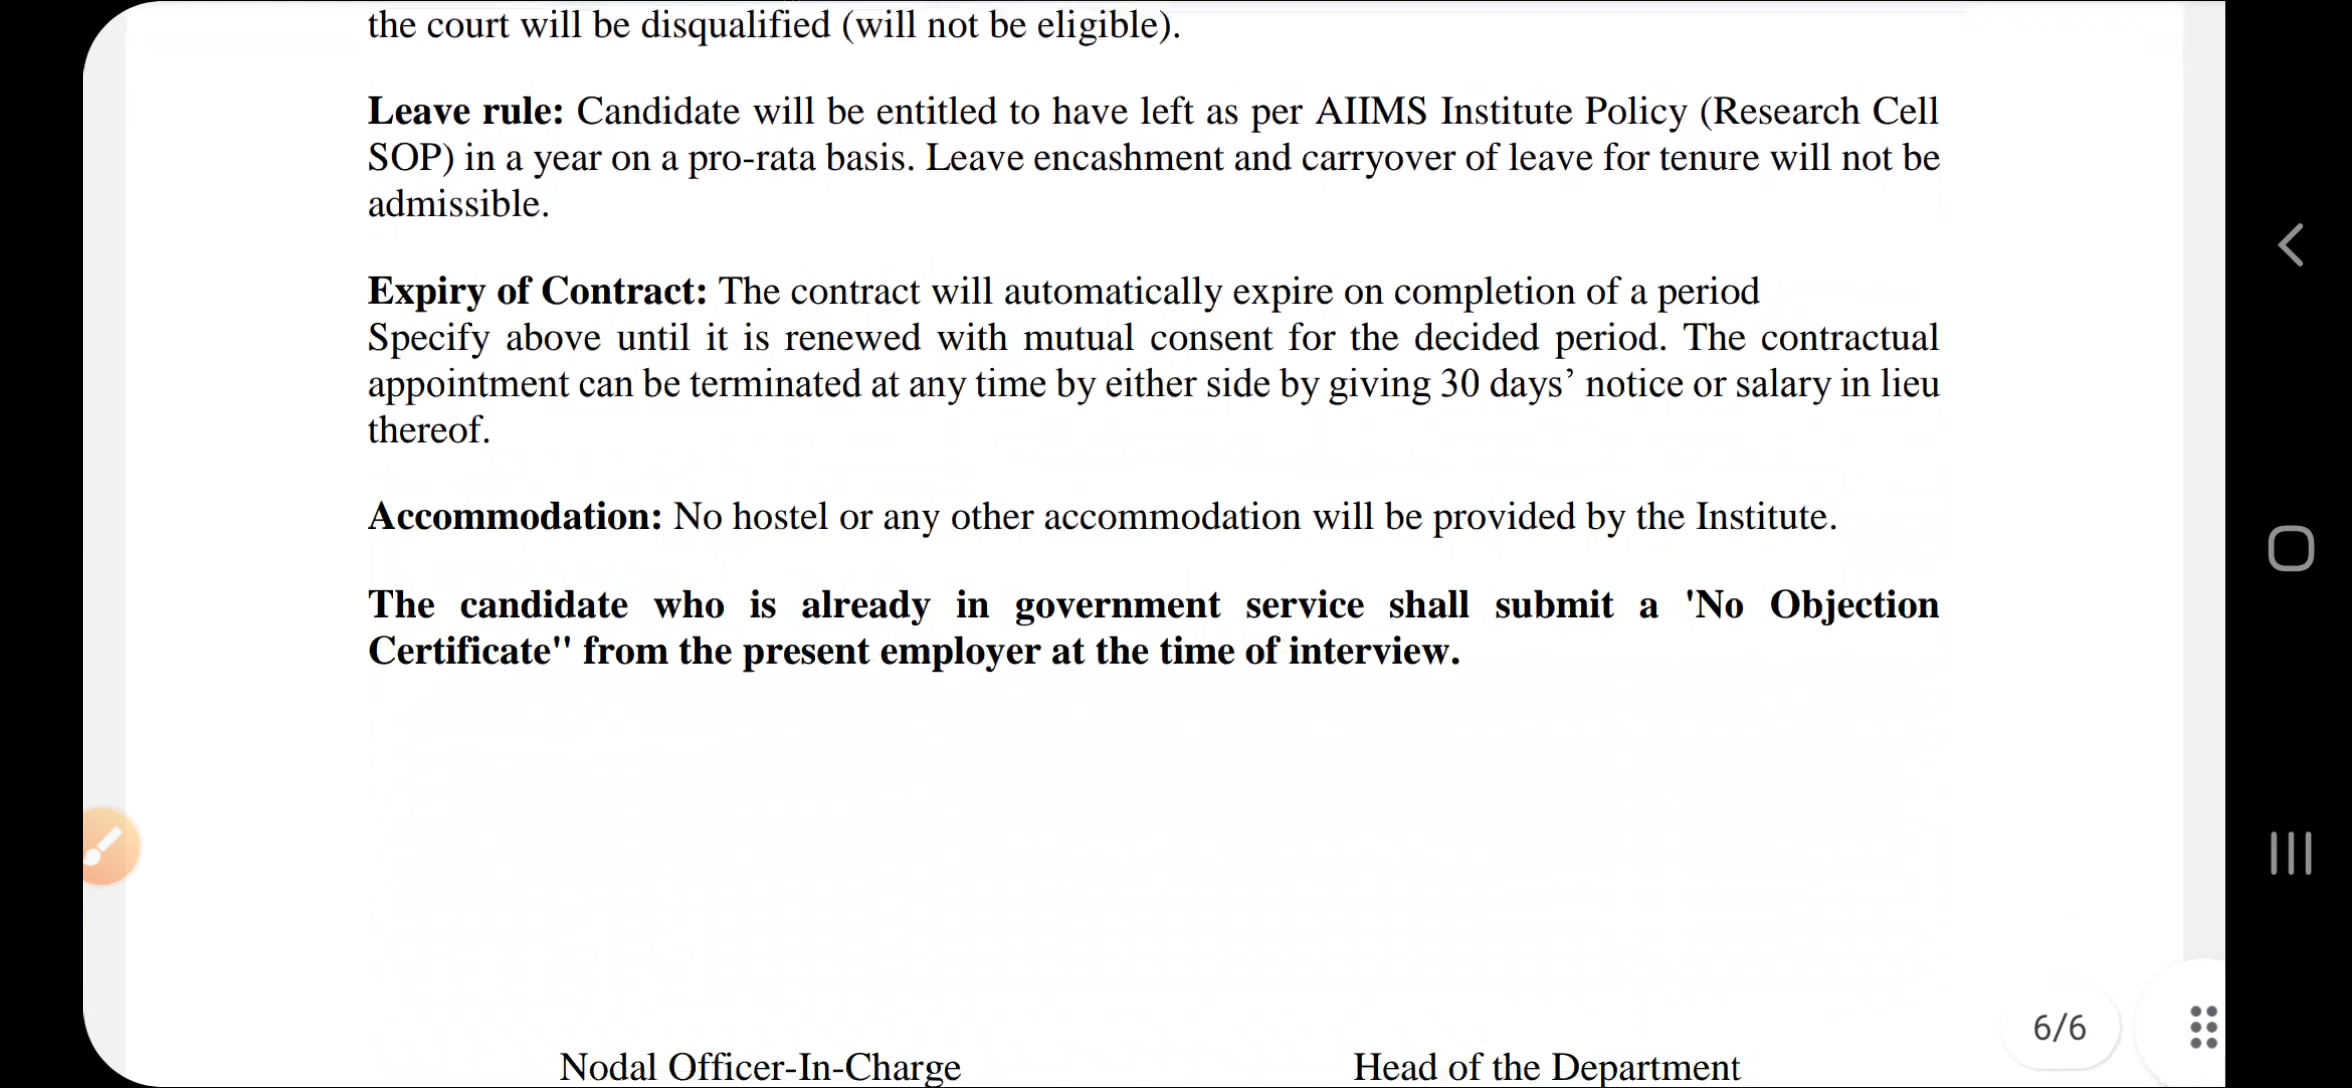 the court will be disqualified (will not be eligible).
Leave rule: Candidate will be entitled to have left as per AIIMS Institute Policy (Research Cell
SOP) in a year on a pro-rata basis. Leave encashment and carryover of leave for tenure will not be
admissible.
Expiry of Contract: The contract will automatically expire on completion of a period
Specify above until it is renewed with mutual consent for the decided period. The contractual
appointment can be terminated at any time by either side by giving 30 days’ notice or salary in lieu
thereof.
Accommodation: No hostel or any other accommodation will be provided by the Institute.
The candidate who is already in government service shall submit a 'No Objection
Certificate" from the present employer at the time of interview.
6/6
Nodal Officer-In-Charge Head of the Department